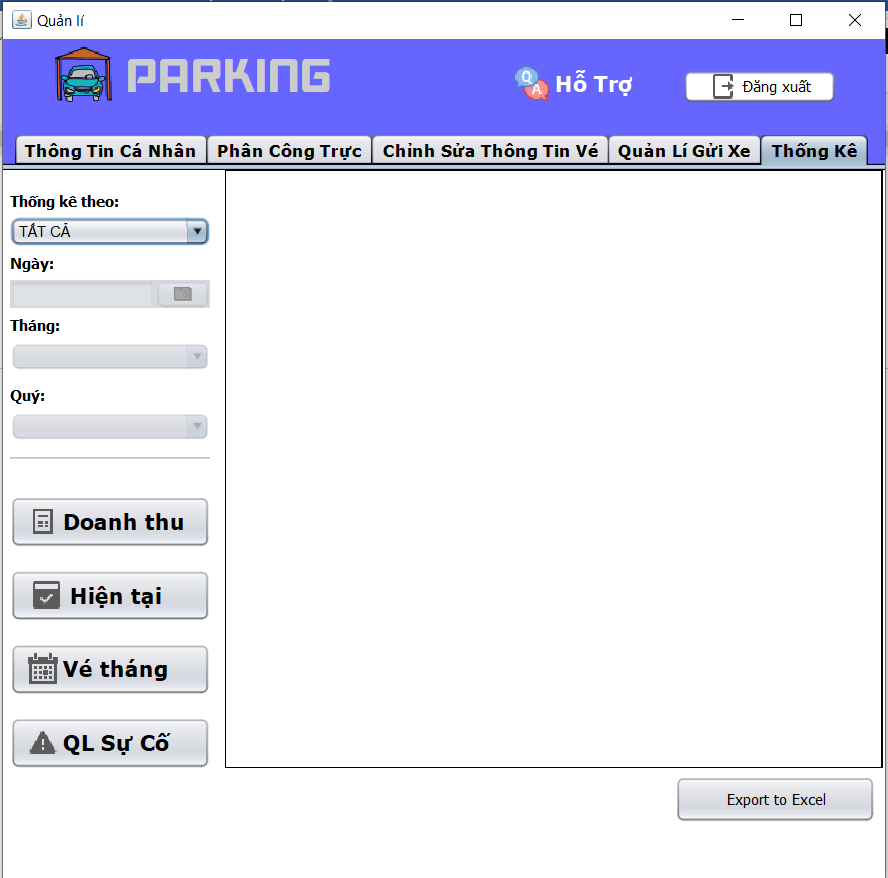 Quản lí
PARKING
Q
A
Hỗ Trợ
Đăng xuất
Thông Tin Cá Nhân
Phân Công Trực
Chỉnh Sửa Thông Tin Vé
Quản Lí Gửi Xe
Thống Kê
Thống kê theo:
TẤT CẢ
Ngày:
Tháng:
Quý:
Doanh thu
Hiện tại
Vé tháng
QL Sự Cố
Export to Excel